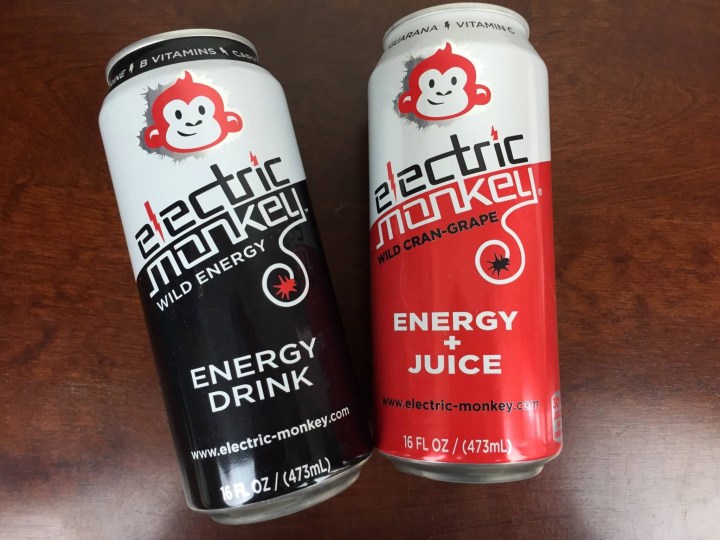 B VITAMINS
electric
monkey
WILD ENERGY
ENERGY
DRINK
www.electric-monkey.com
16 FL OZ / (473mL)
GUARANA VITAMIN C
electric
monkey®
WILD CRAN-GRAPE
ENERGY
+
JUICE
www.electric-monkey.com
16 FL OZ / (473mL)